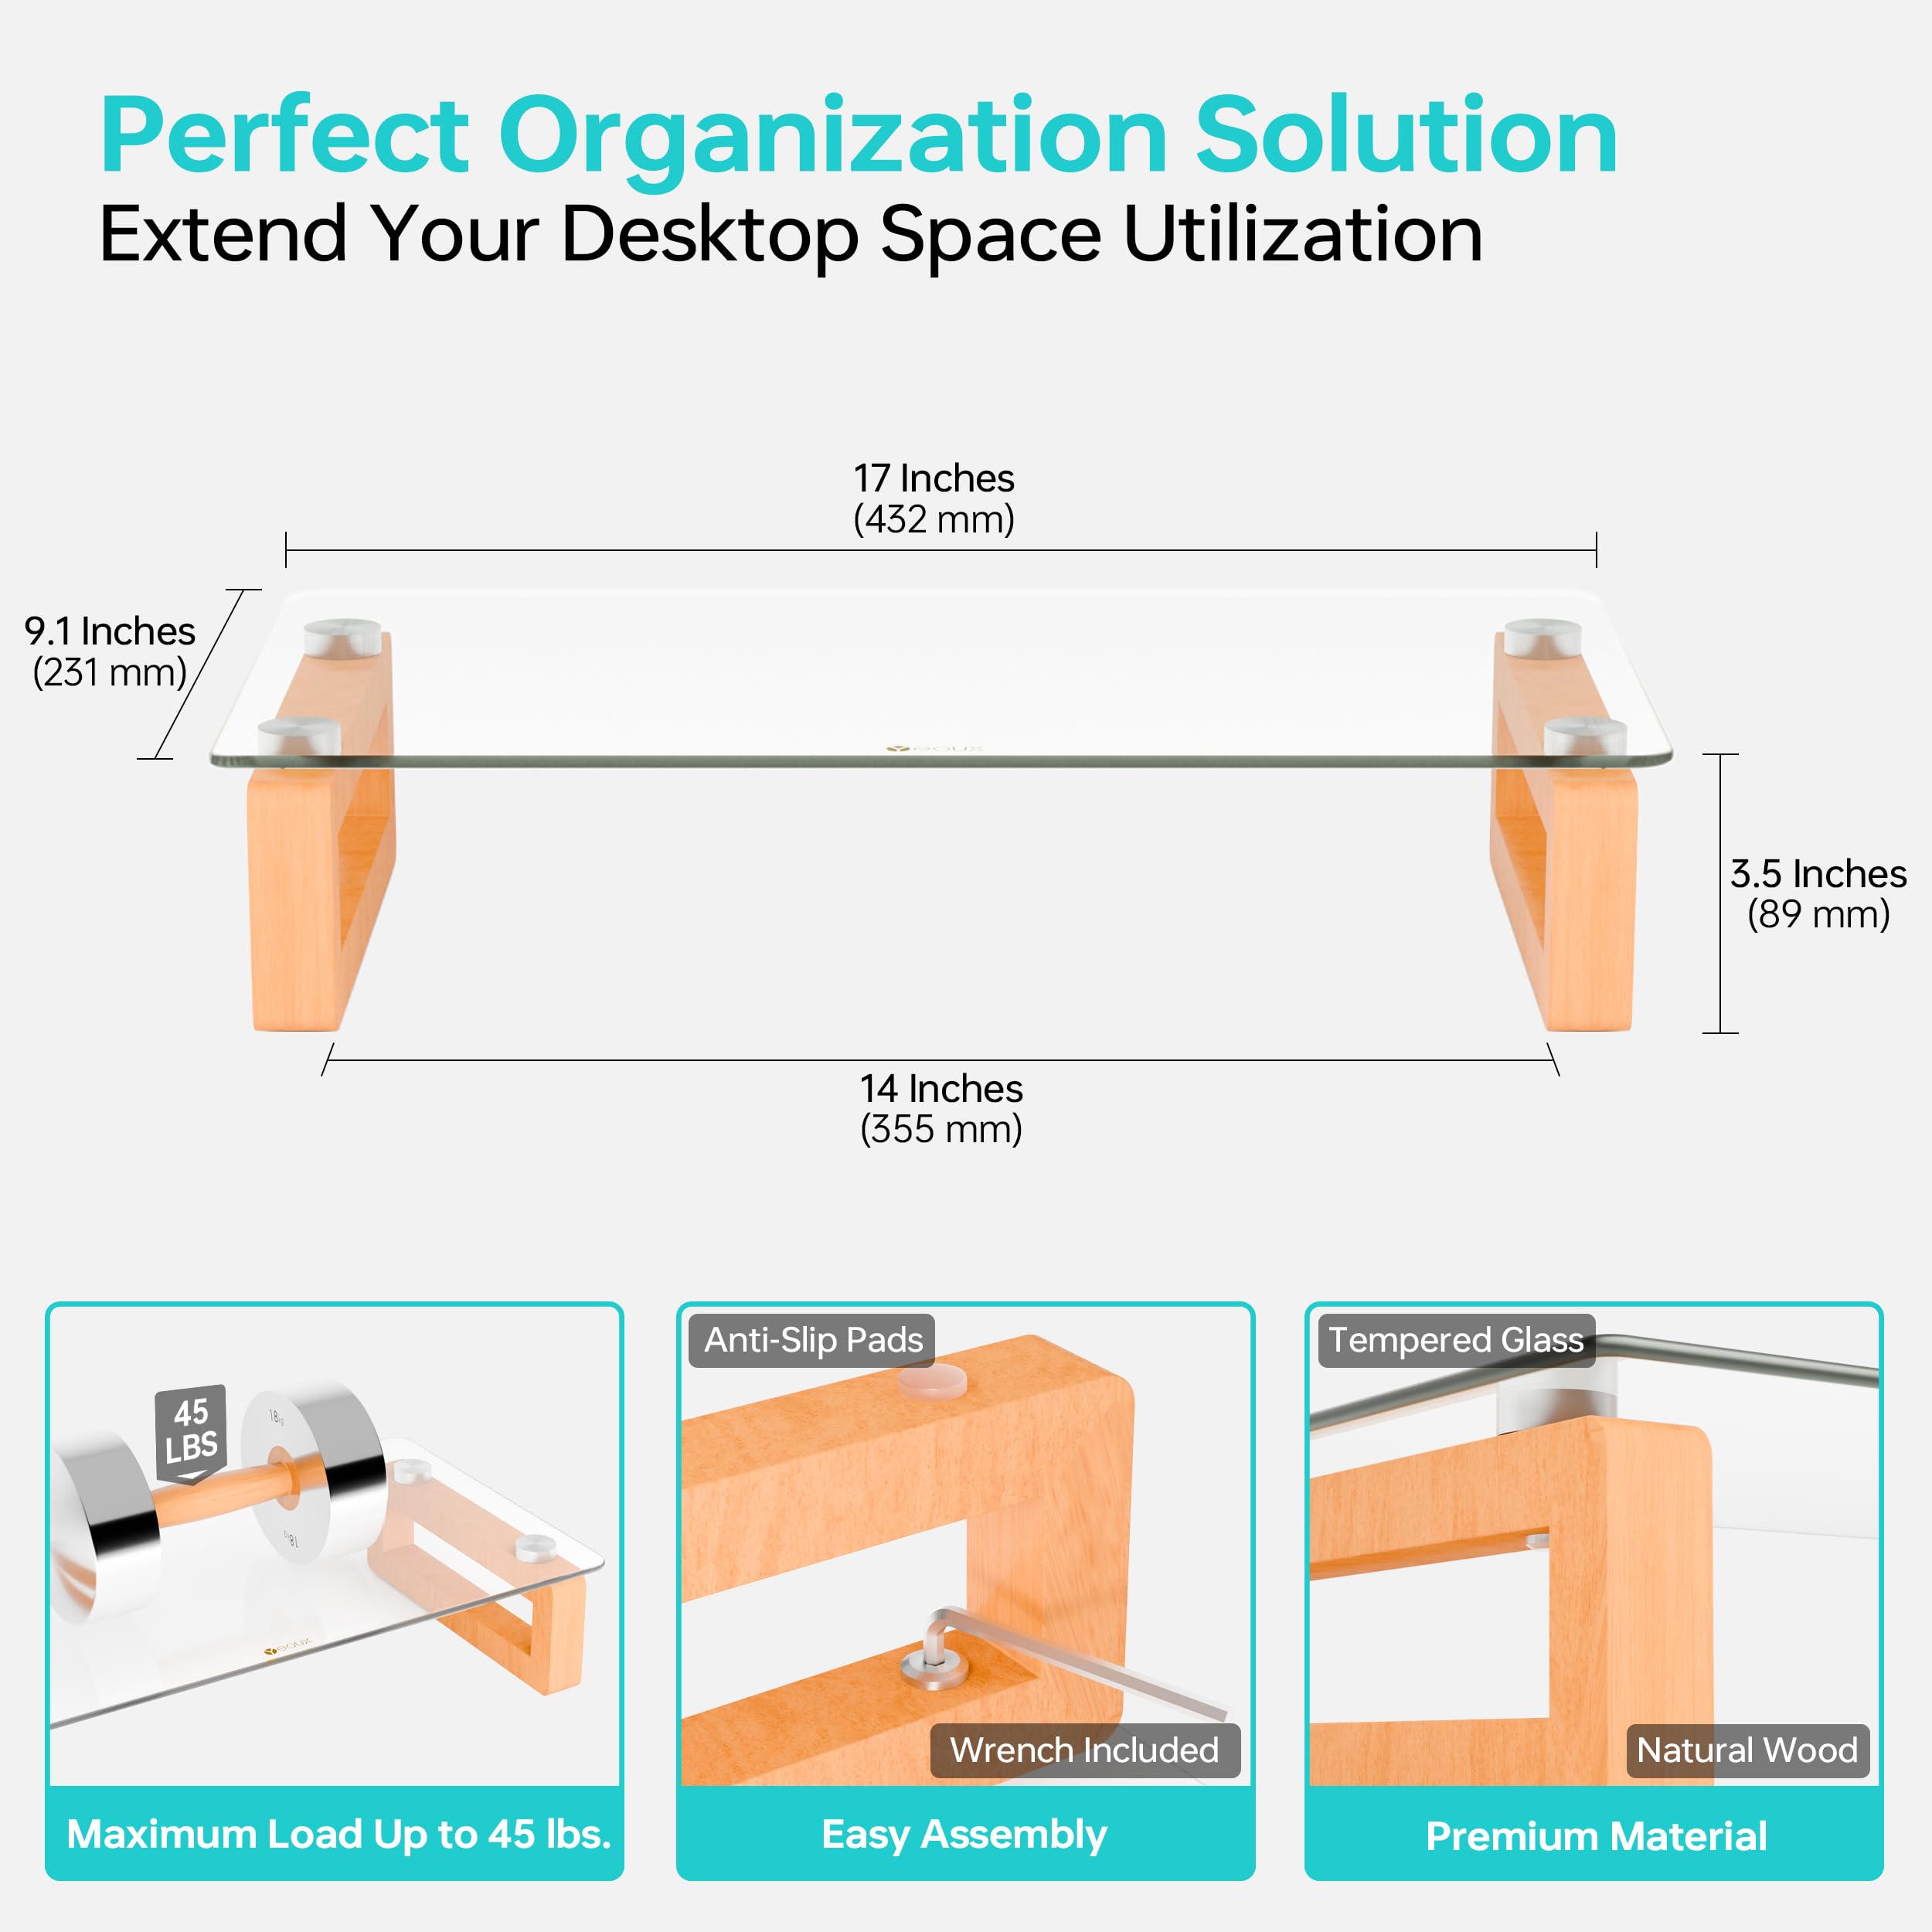 Perfect Organization Solution
Extend Your Desktop Space Utilization
17 Inches
(432 mm)
9.1 Inches
(231 mm)
eoux
3.5 Inches
(89 mm)
14 Inches
(355 mm)
45
LBS
18kg
18kg
eoux
Maximum Load Up to 45 lbs.
Anti-Slip Pads
Wrench Included
Easy Assembly
Tempered Glass
Natural Wood
Premium Material